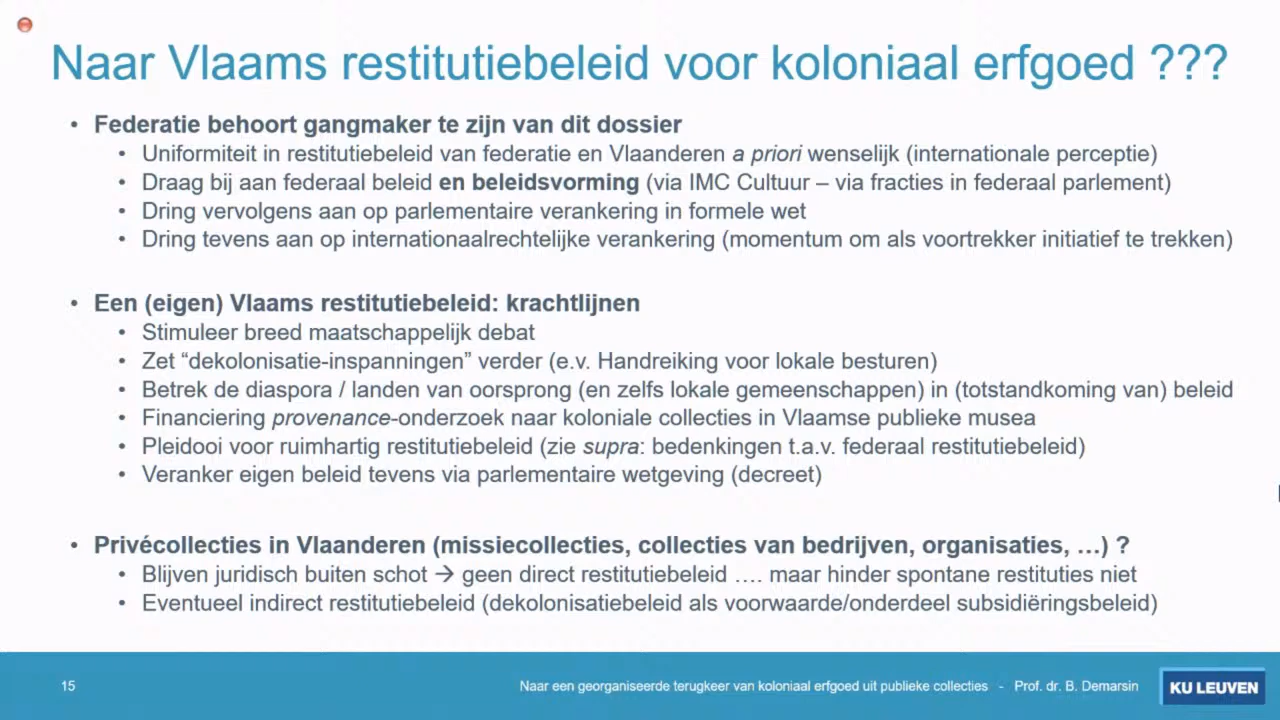 Naar Vlaams restitutiebeleid voor koloniaal erfgoed ???
• Federatie behoort gangmaker te zijn van dit dossier
• Uniformiteit in restitutiebeleid van federatie en Vlaanderen a priori wenselijk (internationale perceptie)
• Draag bij aan federaal beleid en beleidsvorming (via IMC Cultuur – via fracties in federaal parlement)
• Dring vervolgens aan op parlementaire verankering in formele wet
• Dring tevens aan op internationaalrechtelijke verankering (momentum om als voortrekker initiatief te trekken)
• Een (eigen) Vlaams restitutiebeleid: krachtlijnen
• Stimuleer breed maatschappelijk debat
• Zet “dekolonisatie-inspanningen” verder (e.v. Handreiking voor lokale besturen)
• Betrek de diaspora / landen van oorsprong (en zelfs lokale gemeenschappen) in (totstandkoming van) beleid
• Financiering provenance-onderzoek naar koloniale collecties in Vlaamse publieke musea
• Pleidooi voor ruimhartig restitutiebeleid (zie supra: bedenkingen t.a.v. federaal restitutiebeleid)
• Veranker eigen beleid tevens via parlementaire wetgeving (decreet)
• Privécollecties in Vlaanderen (missiecollecties, collecties van bedrijven, organisaties, …) ?
• Blijven juridisch buiten schot → geen direct restitutiebeleid …. maar hinder spontane restituties niet
• Eventueel indirect restitutiebeleid (dekolonisatiebeleid als voorwaarde/onderdeel subsidiëringsbeleid)
15
Naar een georganiseerde terugkeer van koloniaal erfgoed uit publieke collecties - Prof. dr. B. Demarsin
KU LEUVEN